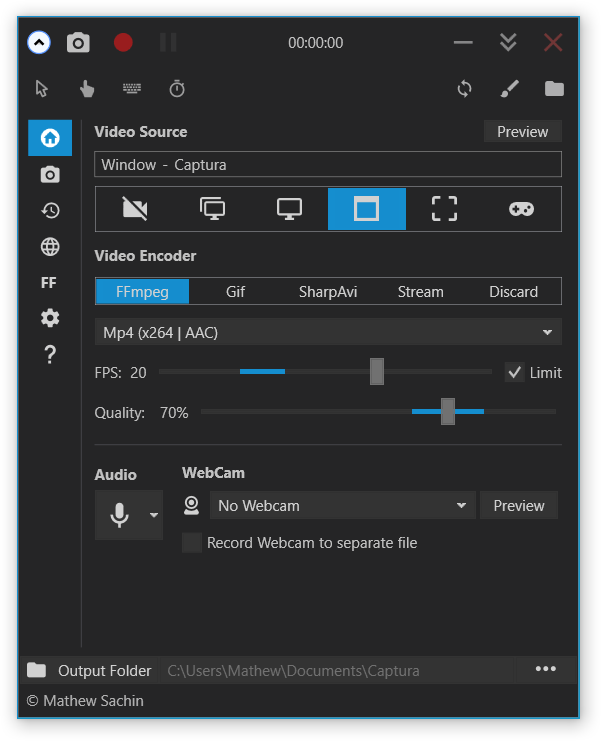 00:00:00
Video Source
Preview
Window - Captura
Video Encoder
FFmpeg Gif SharpAvi Stream Discard
Mp4 (x264 | AAC)
FPS: 20
Limit
Quality: 70%
FF
?
Audio
WebCam
No Webcam
Preview
Record Webcam to separate file
Output Folder C:\Users\Mathew\Documents\Captura
•••
© Mathew Sachin